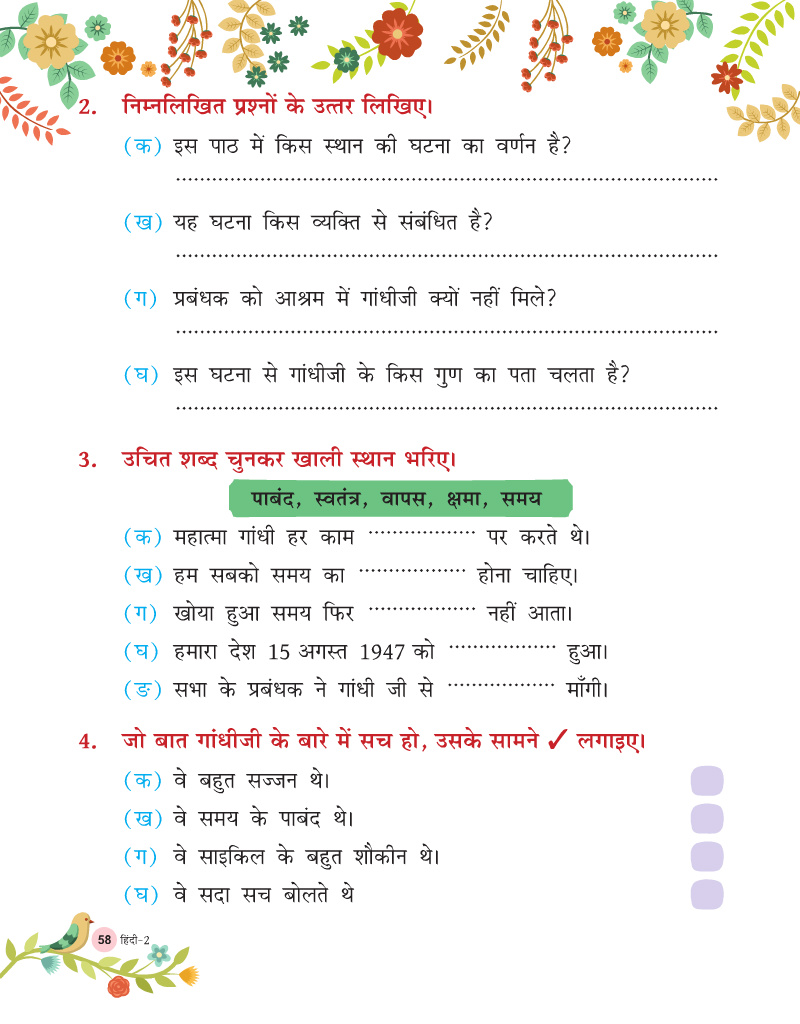 2. निम्नलिखित प्रश्नों के उत्तर लिखिए।
(क) इस पाठ में किस स्थान की घटना का वर्णन है?
(ख) यह घटना किस व्यक्ति से संबंधित है?
(ग) प्रबंधक को आश्रम में गांधीजी क्यों नहीं मिले?
(घ) इस घटना से गांधीजी के किस गुण का पता चलता है?
3. उचित शब्द चुनकर खाली स्थान भरिए।
पाबंद, स्वतंत्र, वापस, क्षमा, समय
(क) महात्मा गांधी हर काम .................. पर करते थे।
(ख) हम सबको समय का .................. होना चाहिए।
(ग) खोया हुआ समय फिर .................. नहीं आता।
(घ) हमारा देश 15 अगस्त 1947 को .................. हुआ।
(ङ) सभा के प्रबंधक ने गांधी जी से .................. माँगी।
4. जो बात गांधीजी के बारे में सच हो, उसके सामने ✓ लगाइए।
(क) वे बहुत सज्जन थे।
(ख) वे समय के पाबंद थे।
(ग) वे साइकिल के बहुत शौकीन थे।
(घ) वे सदा सच बोलते थे
58 हिंदी-2